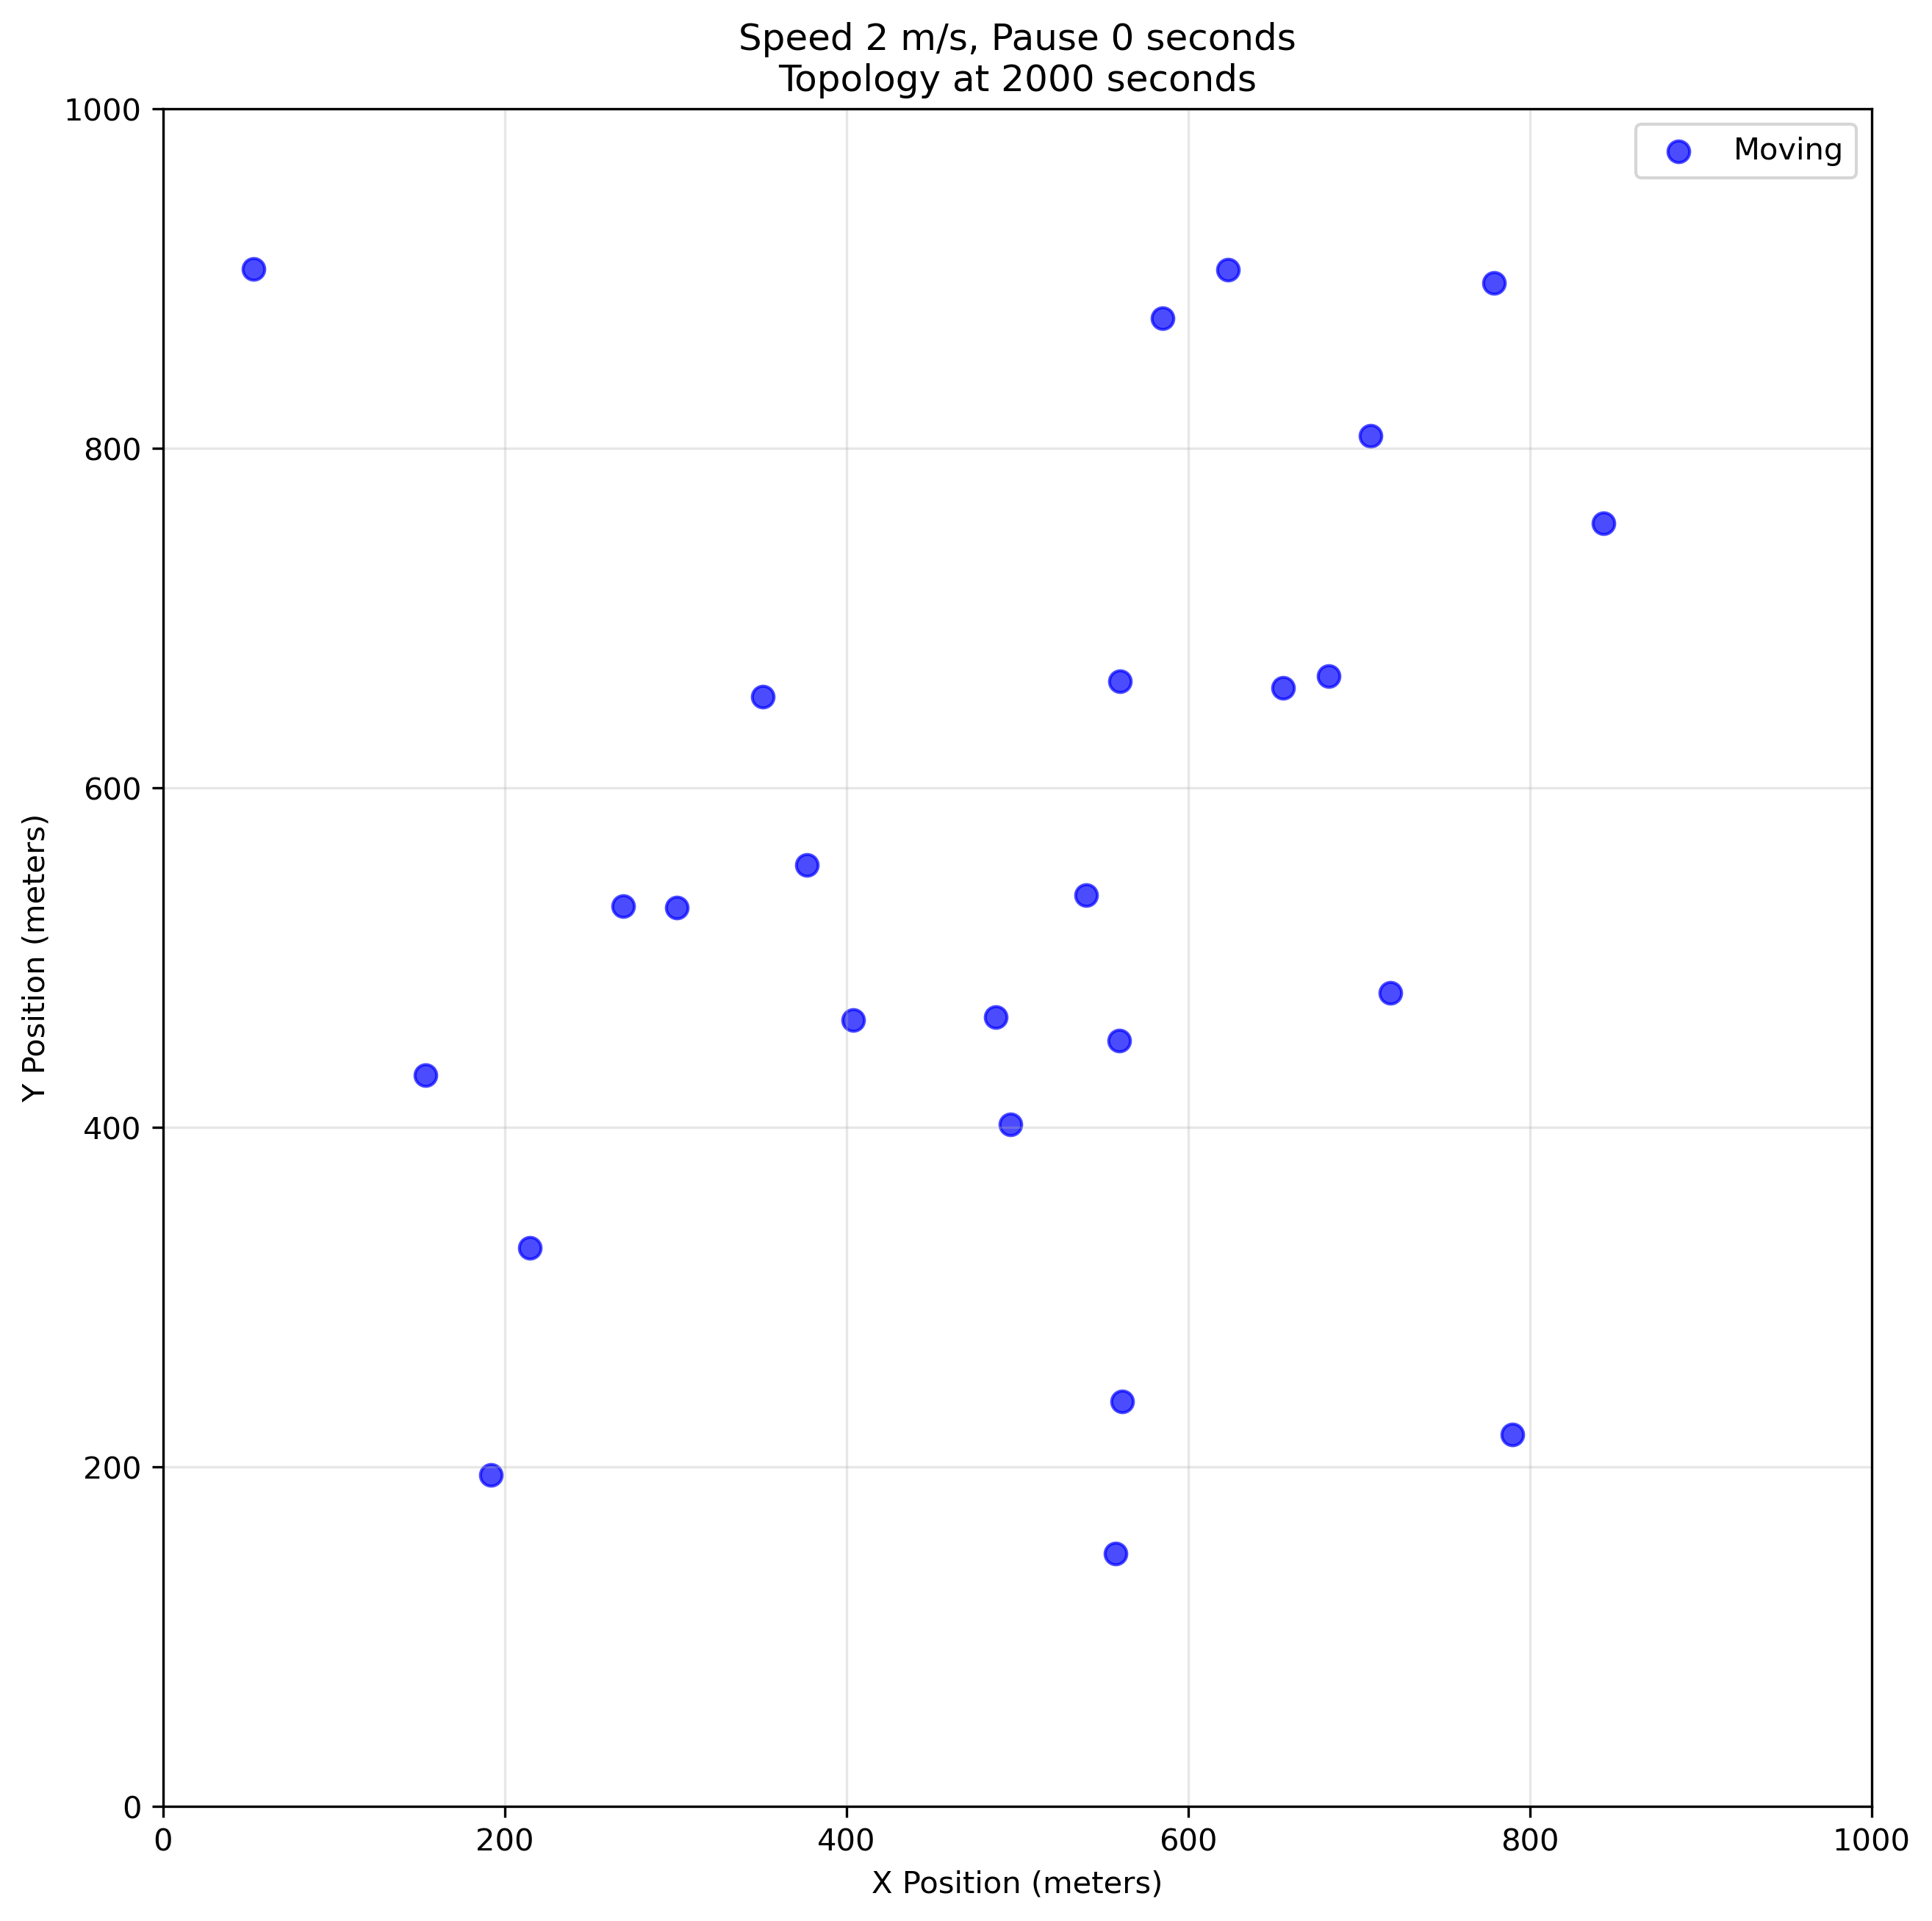 Speed 2 m/s, Pause 0 seconds
Topology at 2000 seconds
Moving
1000
800
600
400
200
0
Y Position (meters)
0 200 400 600 800 1000
X Position (meters)